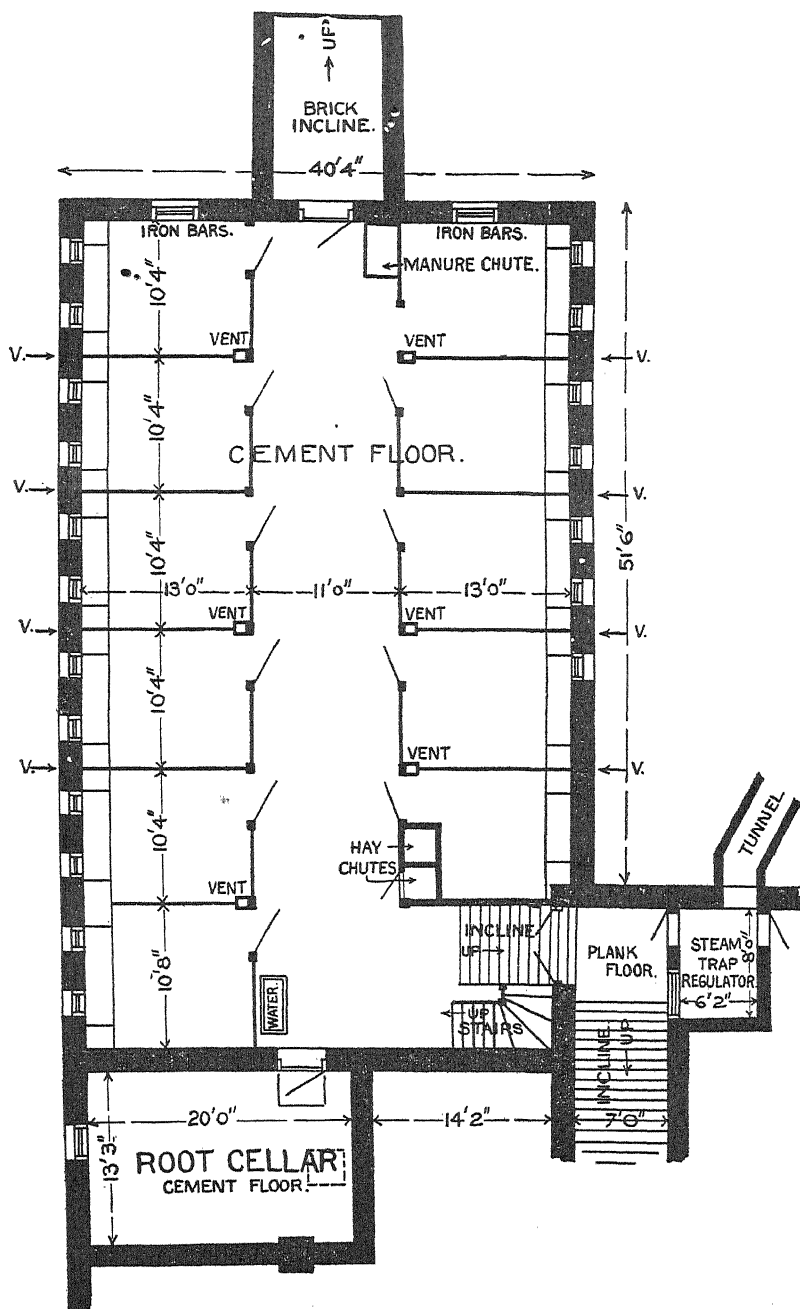 UP
BRICK
INCLINE.
40'4"
IRON BARS.
IRON BARS.
MANURE CHUTE.
10'4"
VENT
VENT
V.
V.
10'4"
CEMENT FLOOR.
V.
V.
10'4"
51'6"
13'0"
11'0"
13'0"
VENT
VENT
V.
V.
10'4"
VENT
V.
V.
10'4"
TUNNEL
HAY
CHUTES
VENT
INCLINE
UP
PLANK
FLOOR.
STEAM
TRAP
REGULATOR
8'0"
6'2"
10'8"
WATER.
UP
STAIRS
INCLINE
UP
20'0"
14'2"
7'0"
13'3"
ROOT CELLAR
CEMENT FLOOR.